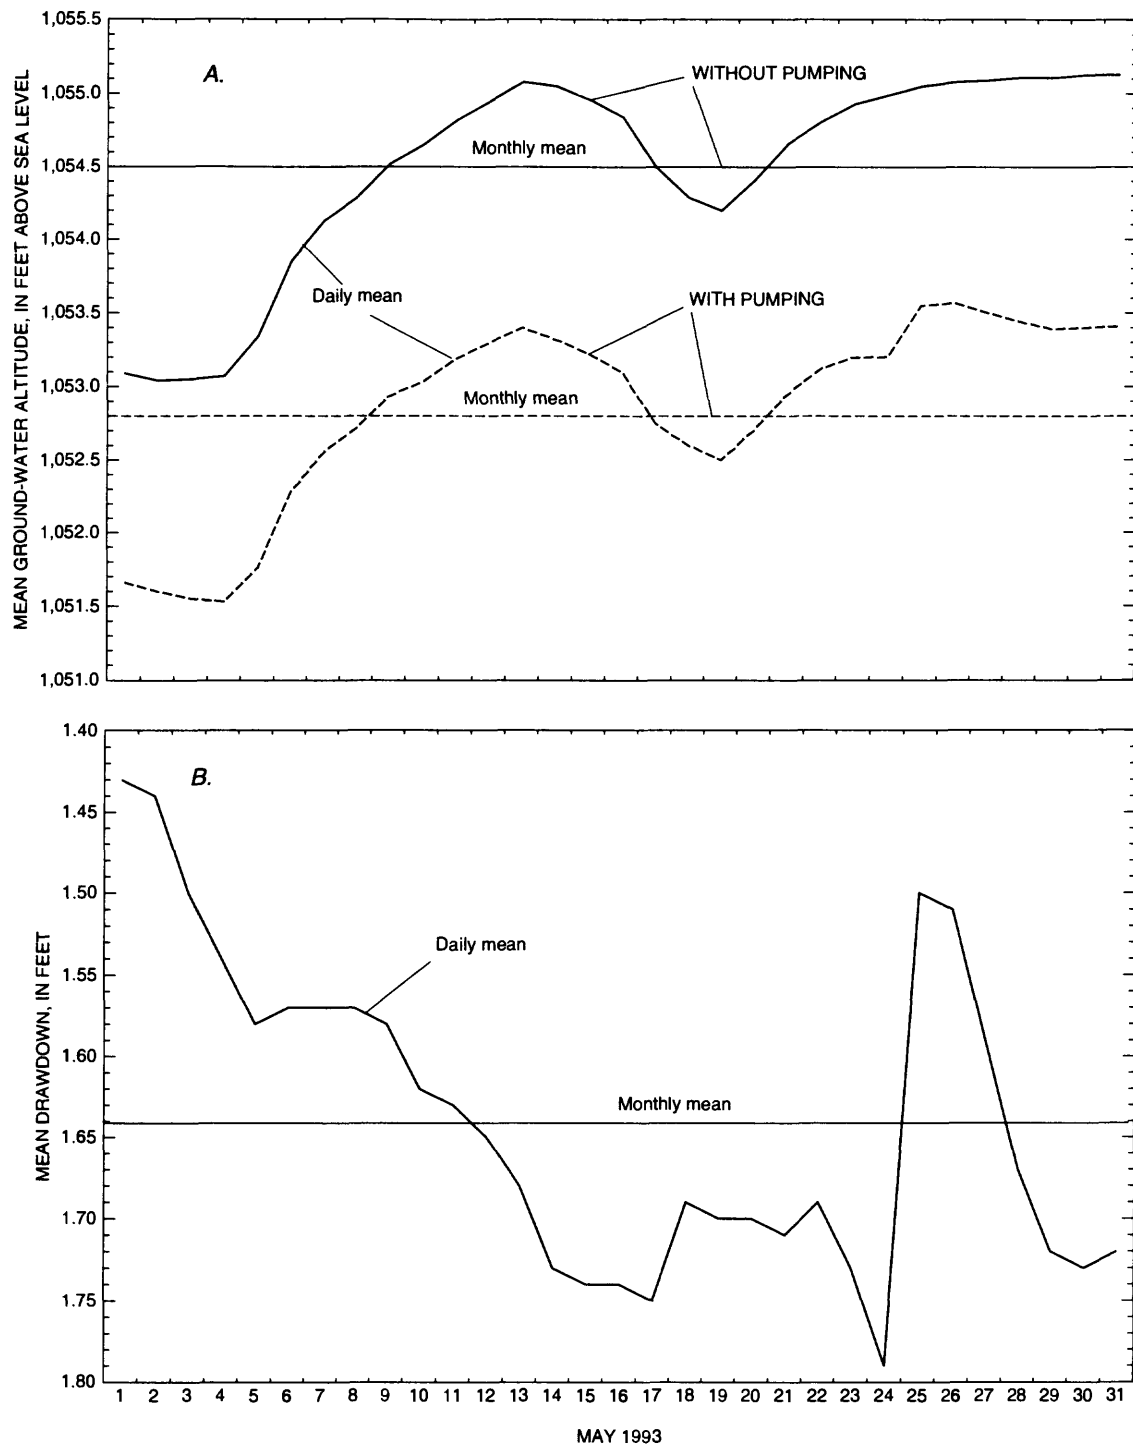 MEAN GROUND-WATER ALTITUDE, IN FEET ABOVE SEA LEVEL
1,055.5
1,055.0
1,054.5
1,054.0
1,053.5
1,053.0
1,052.5
1,052.0
1,051.5
1,051.0
A.
WITHOUT PUMPING
Monthly mean
Daily mean
WITH PUMPING
Monthly mean
MEAN DRAWDOWN, IN FEET
1.40
1.45
1.50
1.55
1.60
1.65
1.70
1.75
1.80
B.
Daily mean
Monthly mean
1 2 3 4 5 6 7 8 9 10 11 12 13 14 15 16 17 18 19 20 21 22 23 24 25 26 27 28 29 30 31
MAY 1993